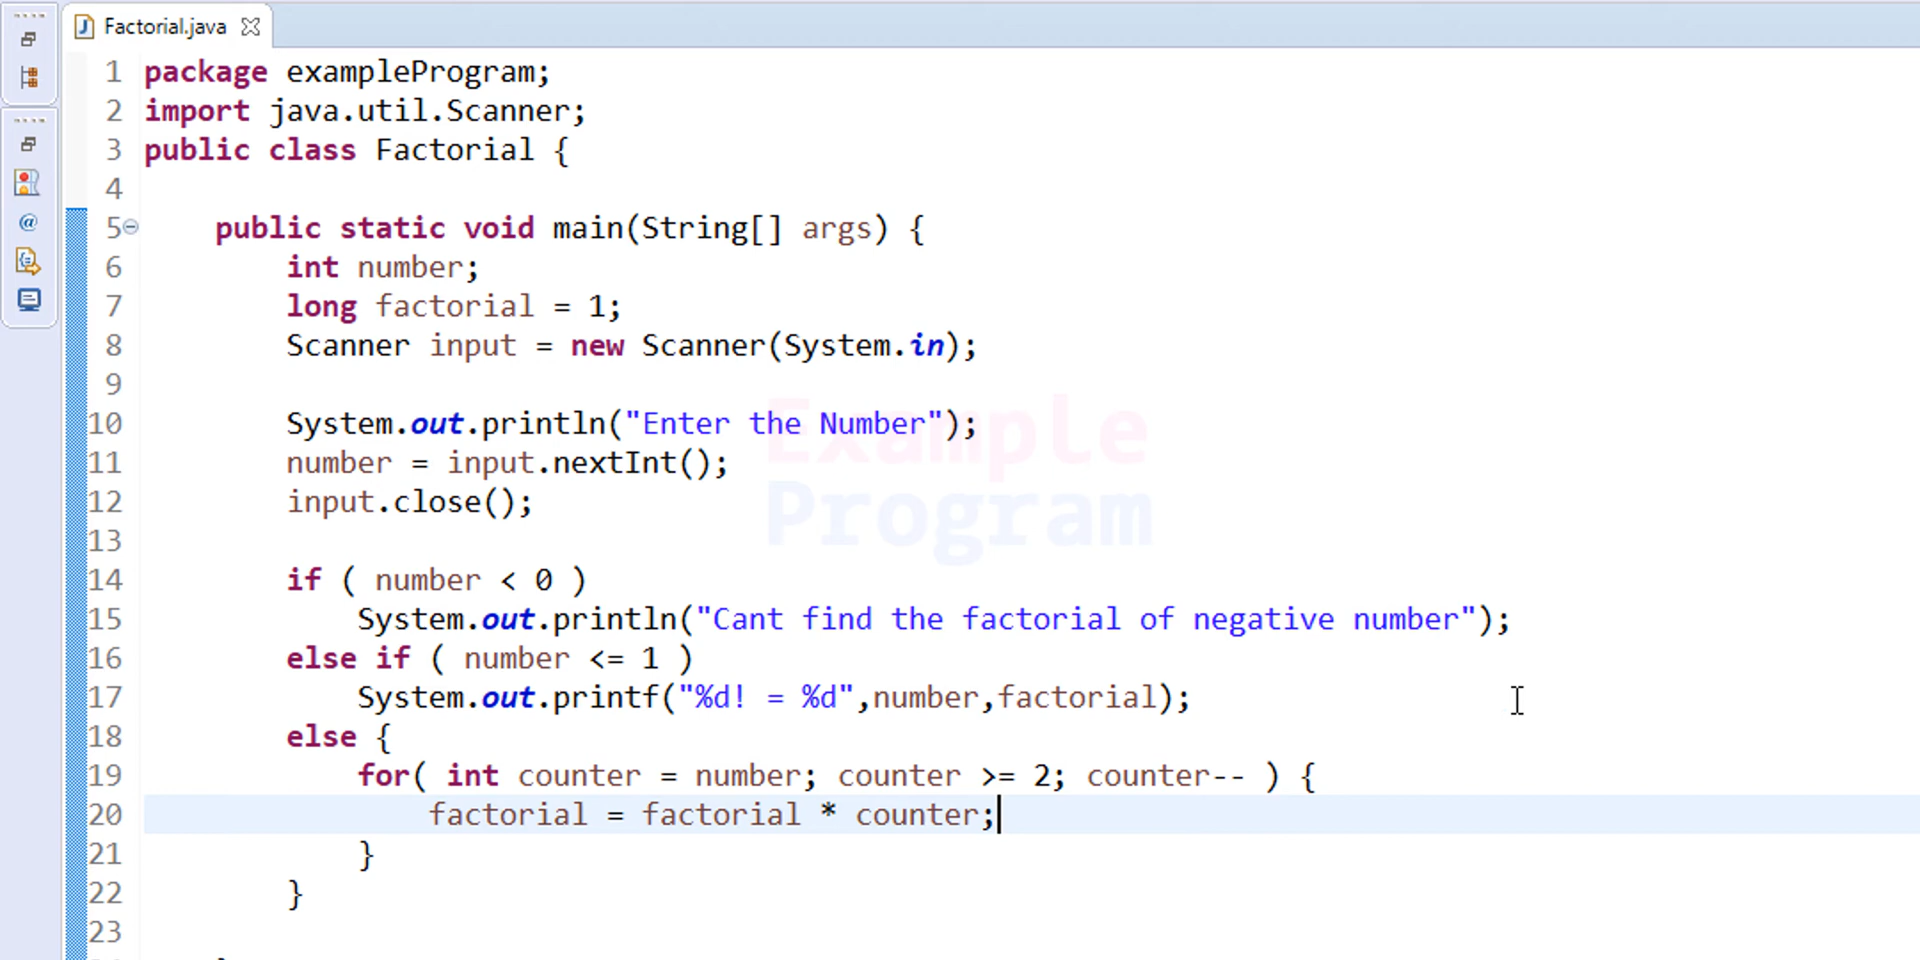 Factorial.java
1 package exampleProgram;
2 import java.util.Scanner;
3 public class Factorial {
4
5 public static void main(String[] args) {
6 int number;
7 long factorial = 1;
8 Scanner input = new Scanner(System.in);
9
10 System.out.println("Enter the Number");
11 number = input.nextInt();
12 input.close();
13
14 if ( number < 0 )
15 System.out.println("Cant find the factorial of negative number");
16 else if ( number <= 1 )
17 System.out.printf("%d! = %d",number,factorial);
18 else {
19 for( int counter = number; counter >= 2; counter-- ) {
20 factorial = factorial * counter;
21 }
22 }
23
Example
Program